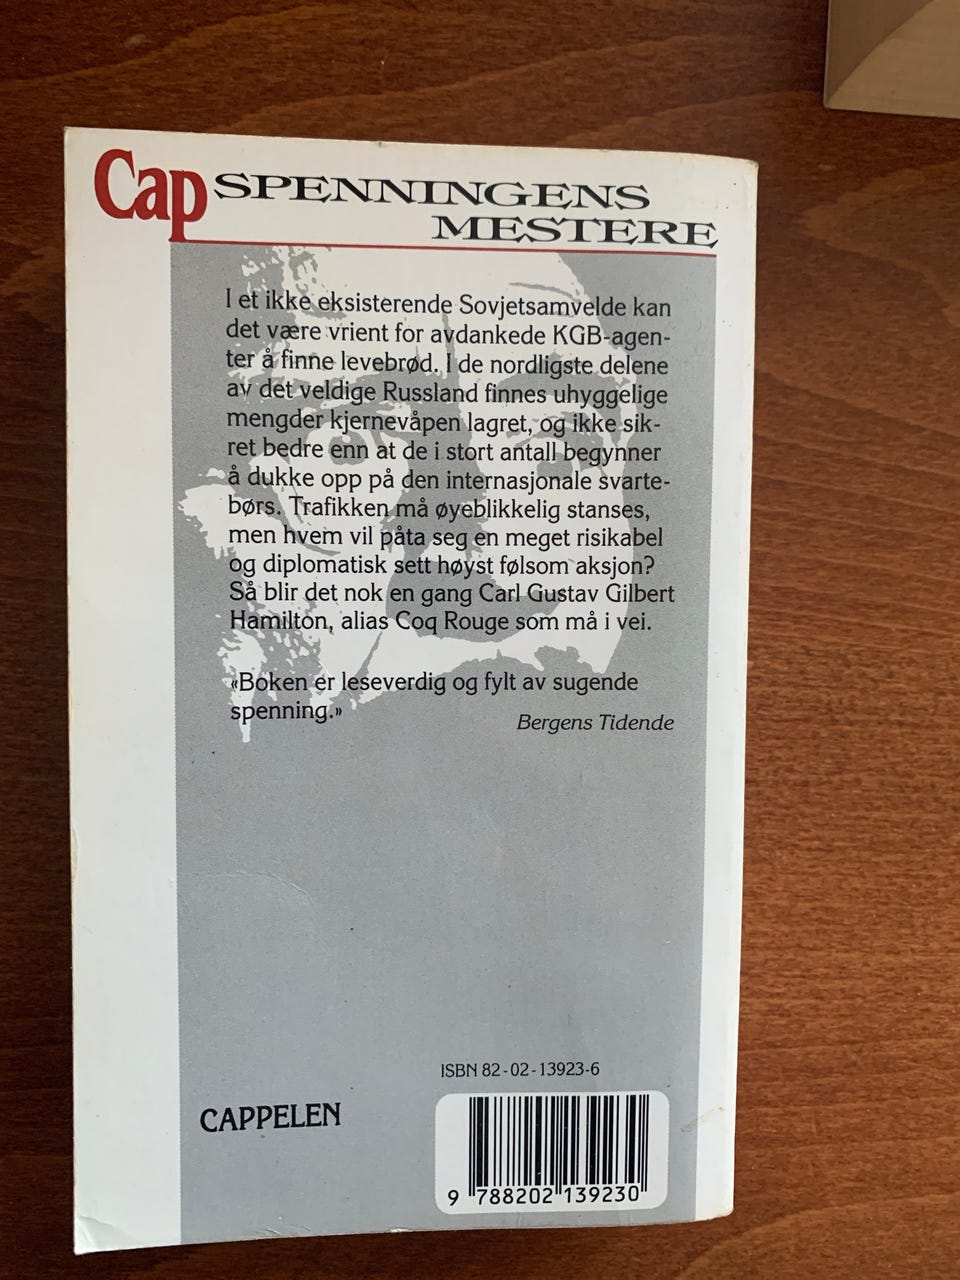 Cap SPENNINGENS
MESTERE
I et ikke eksisterende Sovjetsamvelde kan
det være vrient for avdankede KGB-agen-
ter å finne levebrød. I de nordligste delene
av det veldige Russland finnes uhyggelige
mengder kjernevåpen lagret, og ikke sik-
ret bedre enn at de i stort antall begynner
å dukke opp på den internasjonale svarte-
børs. Trafikken må øyeblikkelig stanses,
men hvem vil påta seg en meget risikabel
og diplomatisk sett høyst følsom aksjon?
Så blir det nok en gang Carl Gustav Gilbert
Hamilton, alias Coq Rouge som må i vei.
«Boken er leseverdig og fylt av sugende
spenning.»
Bergens Tidende
ISBN 82-02-13923-6
CAPPELEN
9 788202 139230